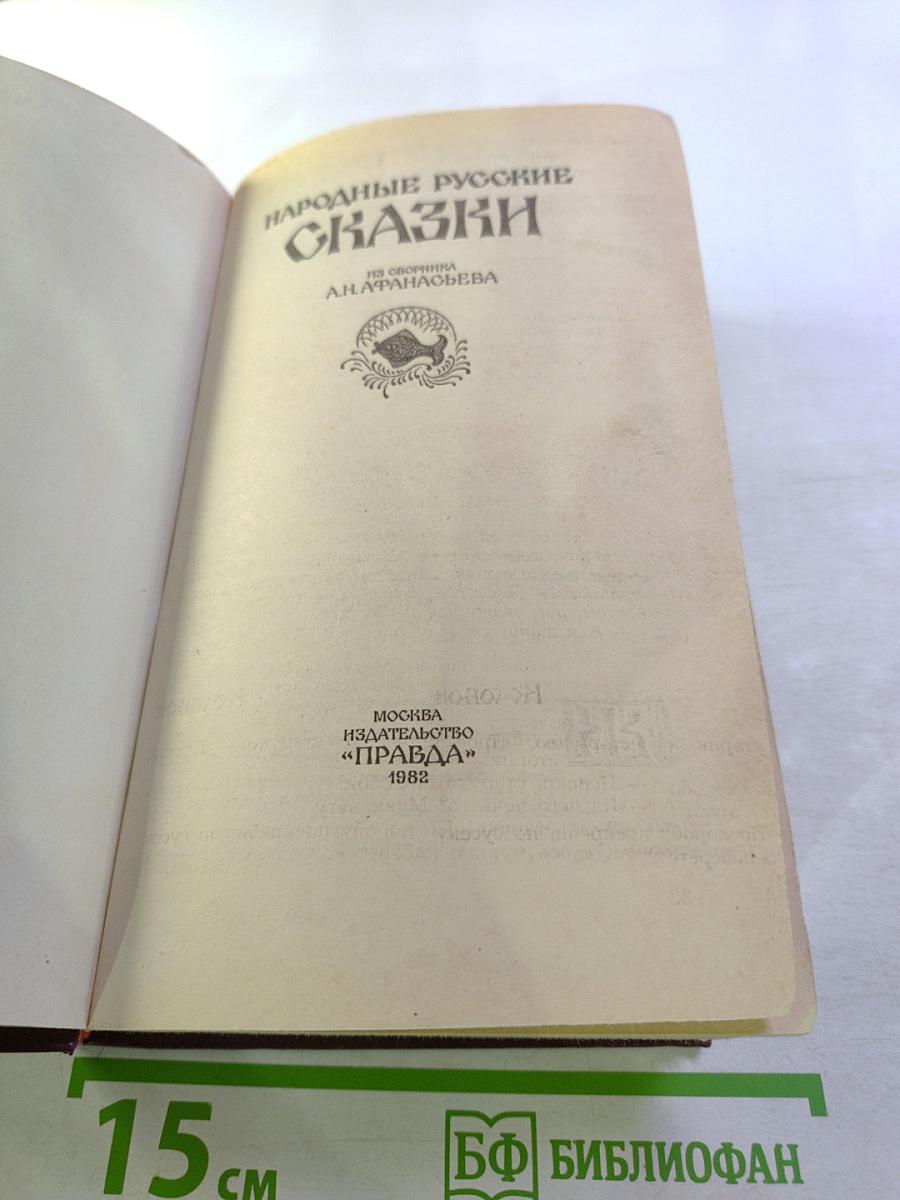 НАРОДНЫЕ РУССКИЕ
СКАЗКИ
ИЗ СБОРНИКА
А.Н. АФАНАСЬЕВА
МОСКВА
ИЗДАТЕЛЬСТВО
«ПРАВДА»
1982
15 см
БФ БИБЛИОФАН